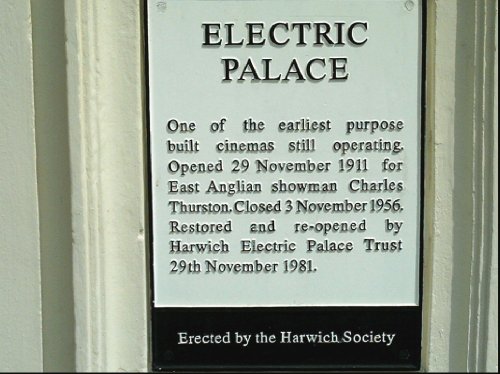 ELECTRIC
PALACE
One of the earliest purpose
built cinemas still operating.
Opened 29 November 1911 for
East Anglian showman Charles
Thurston. Closed 3 November 1956.
Restored and re-opened by
Harwich Electric Palace Trust
29th November 1981.
Erected by the Harwich Society